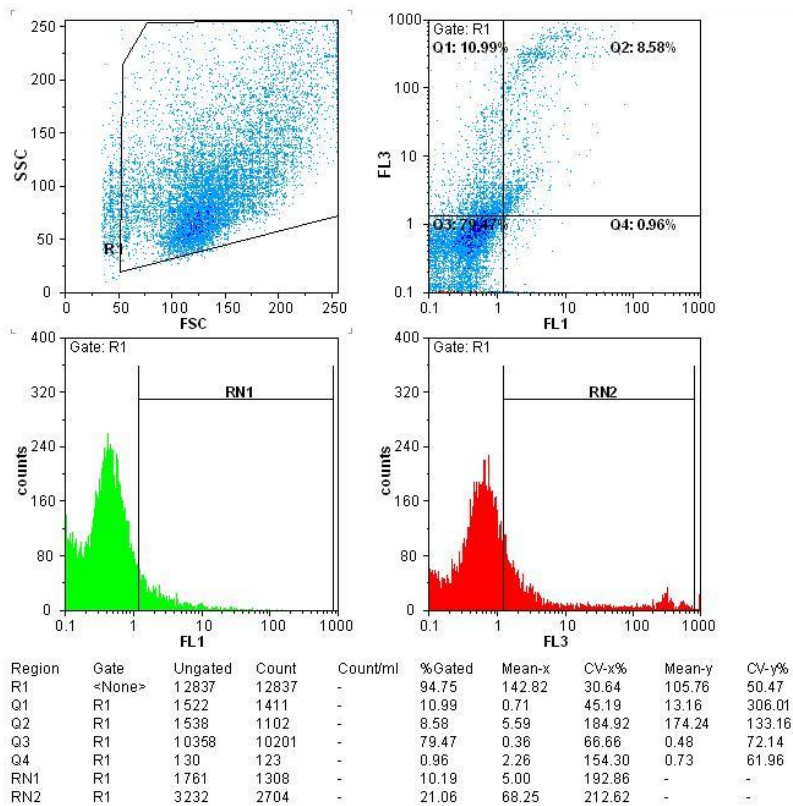 250
200
150
100
50
0
SSC
R1
0 50 100 150 200 250
FSC
Gate: R1
Q1: 10.99%
Q2: 8.58%
Q3: 79.47%
Q4: 0.96%
1000
100
10
1
0.1
FL3
0.1 1 10 100 1000
FL1
Gate: R1
RN1
400
320
240
160
80
0
counts
0.1 1 10 100 1000
FL1
Gate: R1
RN2
400
320
240
160
80
0
counts
0.1 1 10 100 1000
FL3
Region Gate Ungated Count Count/ml %Gated Mean-x CV-x% Mean-y CV-y%
R1 <None> 12837 12837 - 94.75 142.82 30.64 105.76 50.47
Q1 R1 1522 1411 - 10.99 0.71 45.19 13.16 306.01
Q2 R1 1538 1102 - 8.58 5.59 184.92 174.24 133.16
Q3 R1 10358 10201 - 79.47 0.36 66.66 0.48 72.14
Q4 R1 130 123 - 0.96 2.26 154.30 0.73 61.96
RN1 R1 1761 1308 - 10.19 5.00 192.86 - -
RN2 R1 3232 2704 - 21.06 68.25 212.62 - -